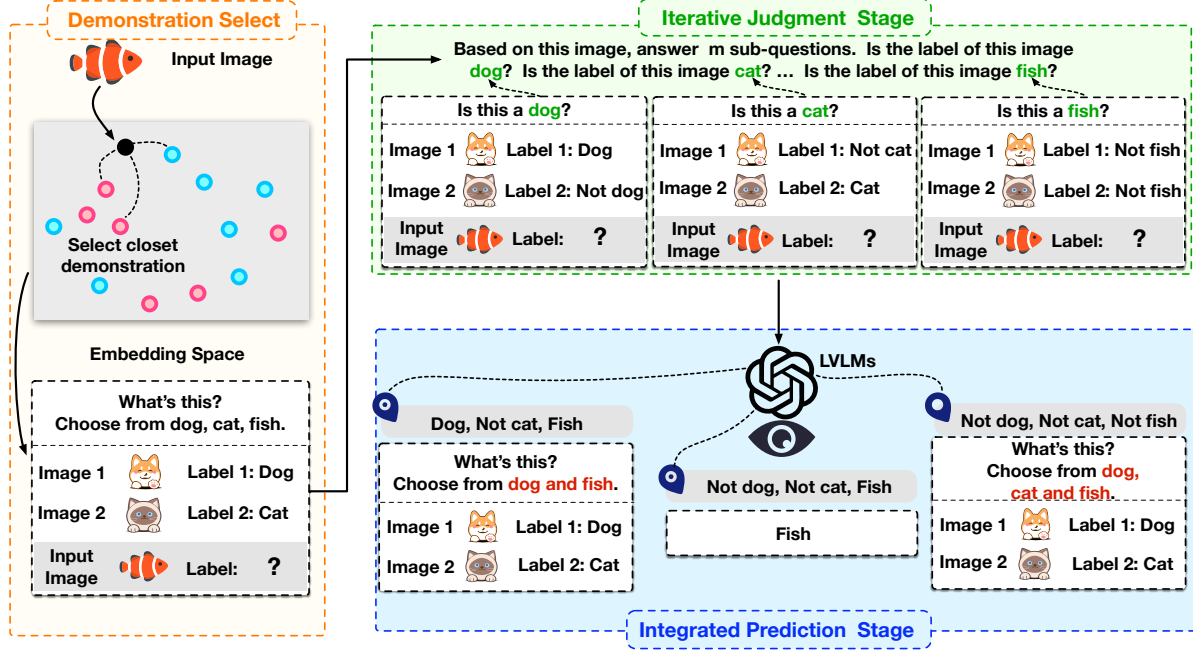 Demonstration Select
Input Image
Select closet
demonstration
Embedding Space
What's this?
Choose from dog, cat, fish.
Image 1 Label 1: Dog
Image 2 Label 2: Cat
Input
Image Label: ?
Iterative Judgment Stage
Based on this image, answer m sub-questions. Is the label of this image
dog? Is the label of this image cat? ... Is the label of this image fish?
Is this a dog?
Image 1 Label 1: Dog
Image 2 Label 2: Not dog
Input
Image Label: ?
Is this a cat?
Image 1 Label 1: Not cat
Image 2 Label 2: Cat
Input
Image Label: ?
Is this a fish?
Image 1 Label 1: Not fish
Image 2 Label 2: Not fish
Input
Image Label: ?
LVLMs
Dog, Not cat, Fish
What's this?
Choose from dog and fish.
Image 1 Label 1: Dog
Image 2 Label 2: Cat
Not dog, Not cat, Fish
Fish
Not dog, Not cat, Not fish
What's this?
Choose from dog,
cat and fish.
Image 1 Label 1: Dog
Image 2 Label 2: Cat
Integrated Prediction Stage